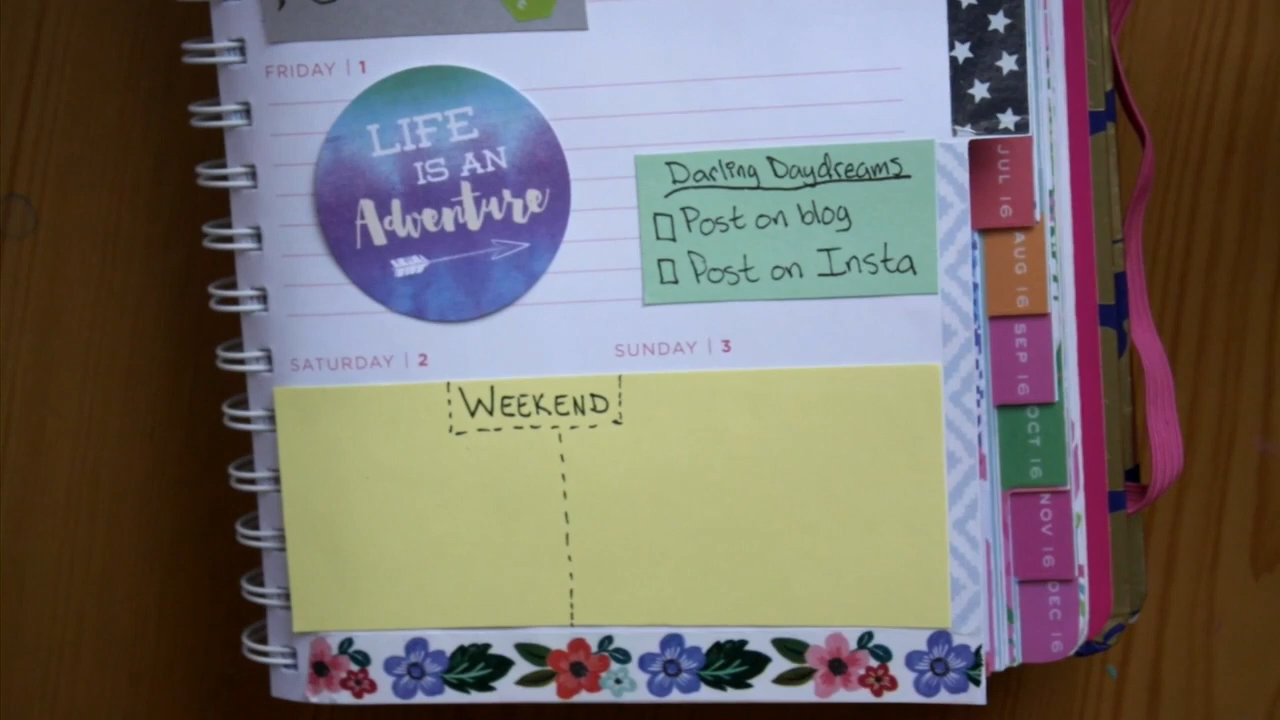 FRIDAY | 1
LIFE
IS AN
Adventure
Darling Daydreams
Post on blog
Post on Insta
SATURDAY | 2
SUNDAY | 3
WEEKEND
JUL 16
AUG 16
SEP 16
OCT 16
NOV 16
DEC 16